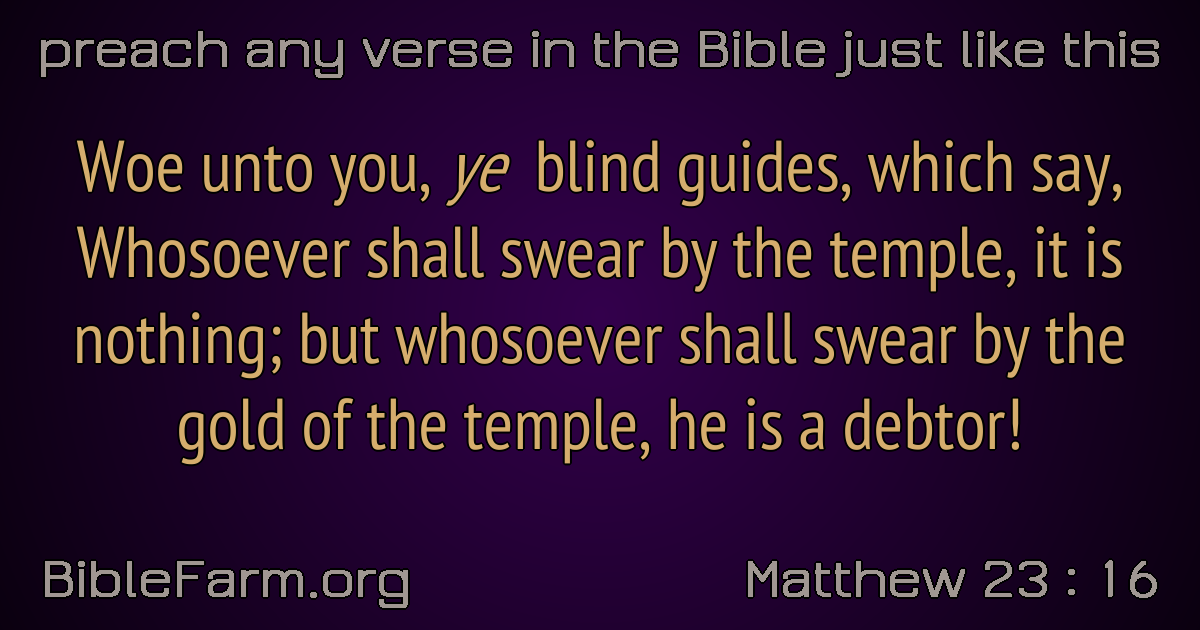 preach any verse in the Bible just like this
Woe unto you, ye blind guides, which say,
Whosoever shall swear by the temple, it is
nothing; but whosoever shall swear by the
gold of the temple, he is a debtor!
BibleFarm.org
Matthew 23 : 16